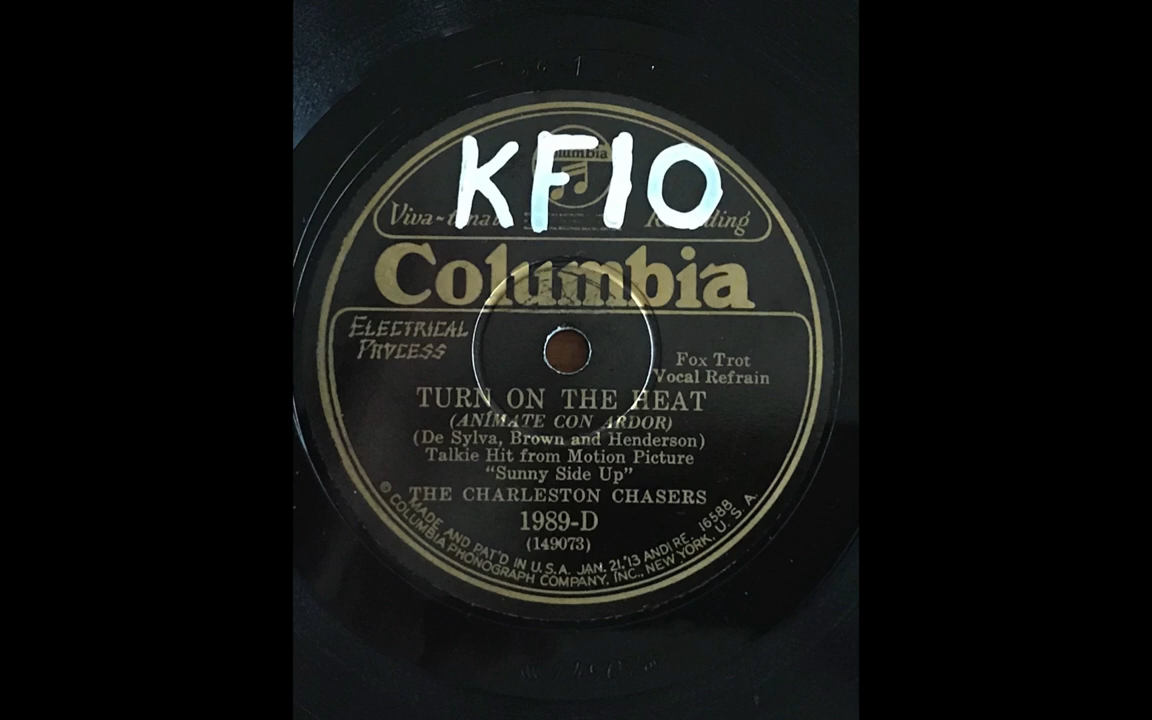 KF10
Columbia
Viva-tonal Recording
Columbia
ELECTRICAL
PROCESS
Fox Trot
Vocal Refrain
TURN ON THE HEAT
(ANÍMATE CON ARDOR)
(De Sylva, Brown and Henderson)
Talkie Hit from Motion Picture
"Sunny Side Up"
THE CHARLESTON CHASERS
1989-D
(149073)
MADE AND PAT'D IN U.S.A. JAN. 21, '13 AND RE. 16588
© COLUMBIA PHONOGRAPH COMPANY, INC., NEW YORK, U. S. A.